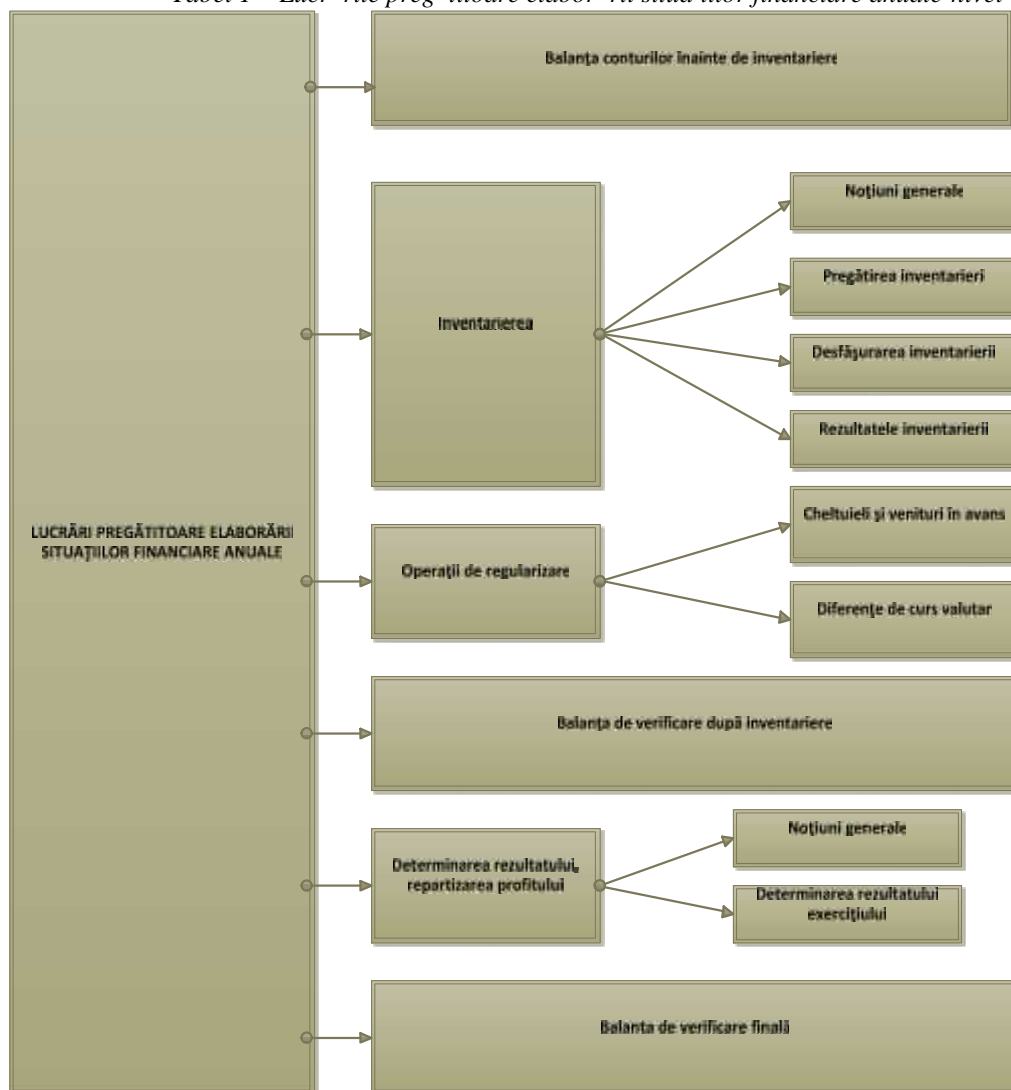 LUCRĂRI PREGĂTITOARE ELABORĂRII
SITUAȚIILOR FINANCIARE ANUALE
Balanța conturilor înainte de inventariere
Inventarierea
Noțiuni generale
Pregătirea inventarieri
Desfășurarea inventarierii
Rezultatele inventarierii
Operații de regularizare
Cheltuieli și venituri în avans
Diferențe de curs valutar
Balanța de verificare după inventariere
Determinarea rezultatului,
repartizarea profitului
Noțiuni generale
Determinarea rezultatului
exercițiului
Balanta de verificare finală